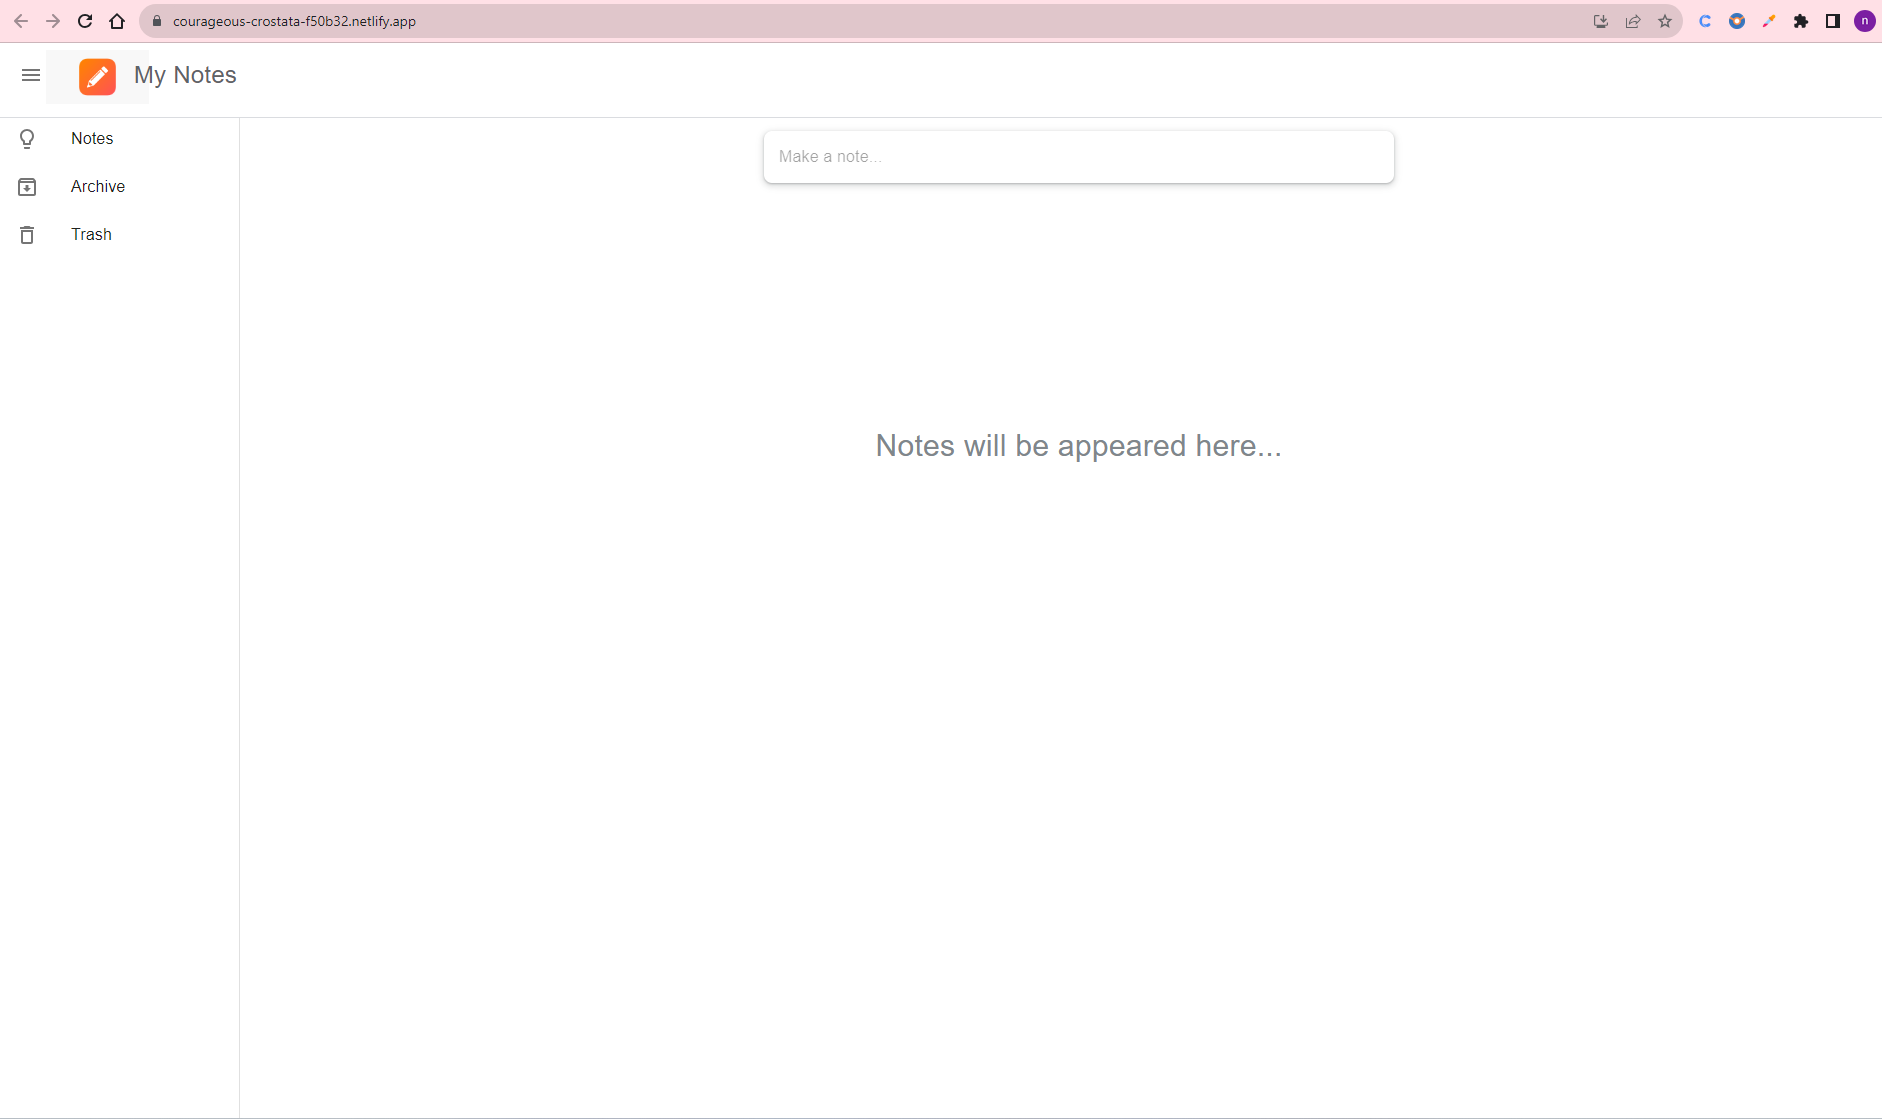 courageous-crostata-f50b32.netlify.app
C
n
My Notes
Notes
Make a note...
Archive
Trash
Notes will be appeared here...